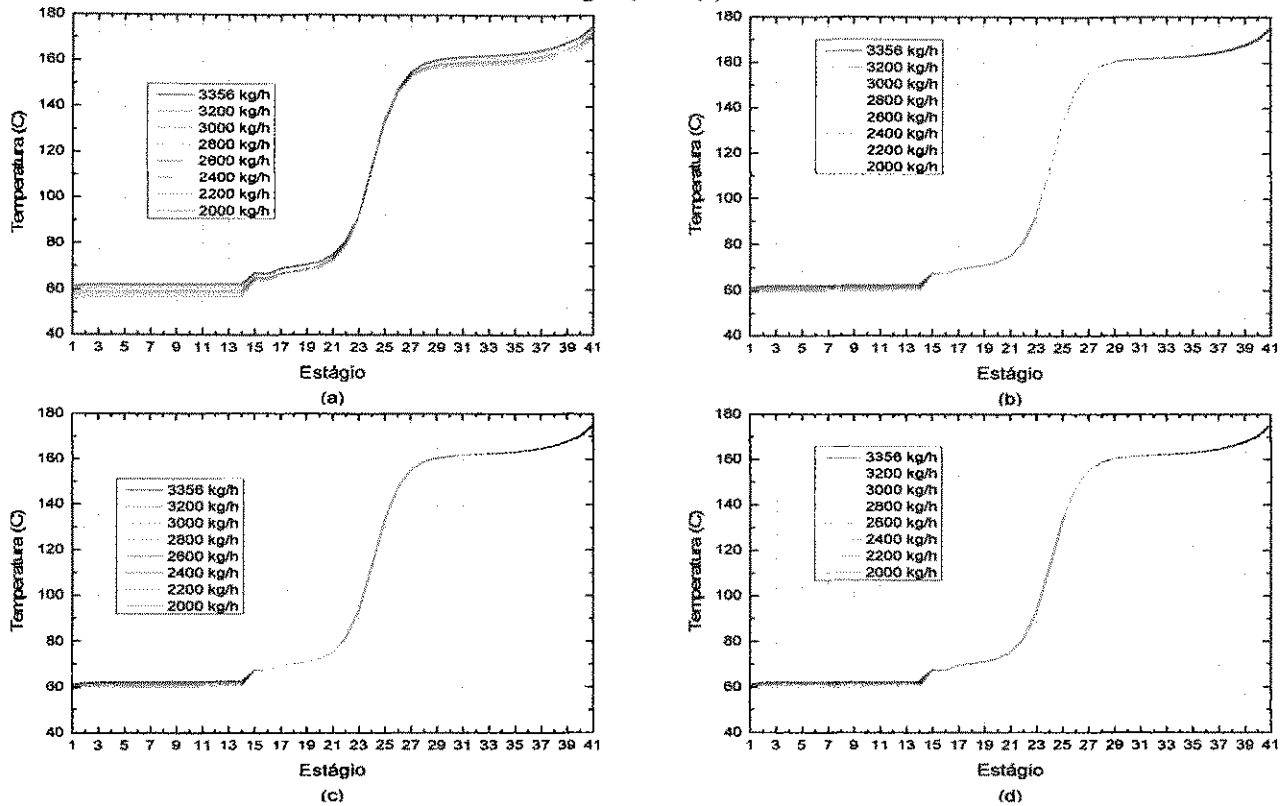 180
160
140
120
100
80
60
40
Temperatura (C)
3356 kg/h
3200 kg/h
3000 kg/h
2800 kg/h
2600 kg/h
2400 kg/h
2200 kg/h
2000 kg/h
1 3 5 7 9 11 13 15 17 19 21 23 25 27 29 31 33 35 37 39 41
Estágio
(a)
180
160
140
120
100
80
60
40
Temperatura (C)
3356 kg/h
3200 kg/h
3000 kg/h
2800 kg/h
2600 kg/h
2400 kg/h
2200 kg/h
2000 kg/h
1 3 5 7 9 11 13 15 17 19 21 23 25 27 29 31 33 35 37 39 41
Estágio
(b)
180
160
140
120
100
80
60
40
Temperatura (C)
3356 kg/h
3200 kg/h
3000 kg/h
2800 kg/h
2600 kg/h
2400 kg/h
2200 kg/h
2000 kg/h
1 3 5 7 9 11 13 15 17 19 21 23 25 27 29 31 33 35 37 39 41
Estágio
(c)
180
160
140
120
100
80
60
40
Temperatura (C)
3356 kg/h
3200 kg/h
3000 kg/h
2800 kg/h
2600 kg/h
2400 kg/h
2200 kg/h
2000 kg/h
1 3 5 7 9 11 13 15 17 19 21 23 25 27 29 31 33 35 37 39 41
Estágio
(d)